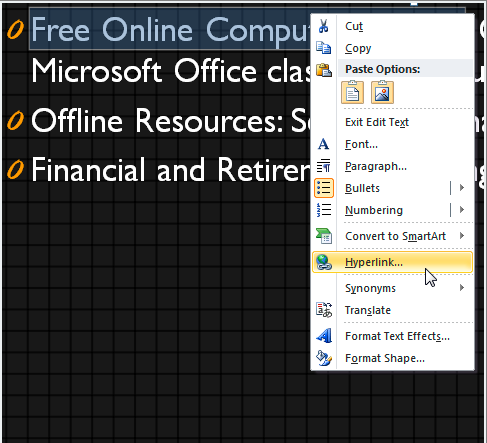 Free Online Compu
Microsoft Office clas
Offline Resources:
Financial and
Cut
Copy
Paste Options:
Exit Edit Text
Font...
Paragraph...
Bullets
Numbering
Convert to SmartArt
Hyperlink...
Synonyms
Translate
Format Text Effects...
Format Shape...